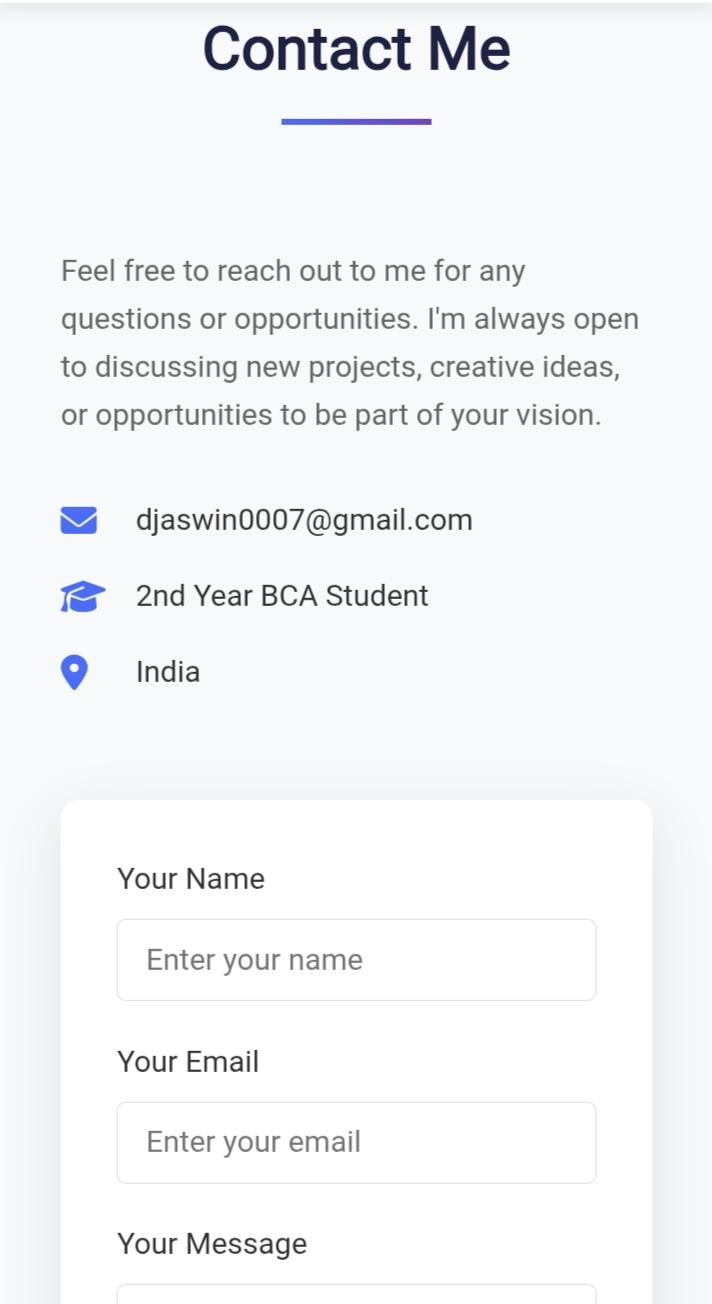 Contact Me
Feel free to reach out to me for any
questions or opportunities. I'm always open
to discussing new projects, creative ideas,
or opportunities to be part of your vision.
djaswin0007@gmail.com
2nd Year BCA Student
India
Your Name
Enter your name
Your Email
Enter your email
Your Message